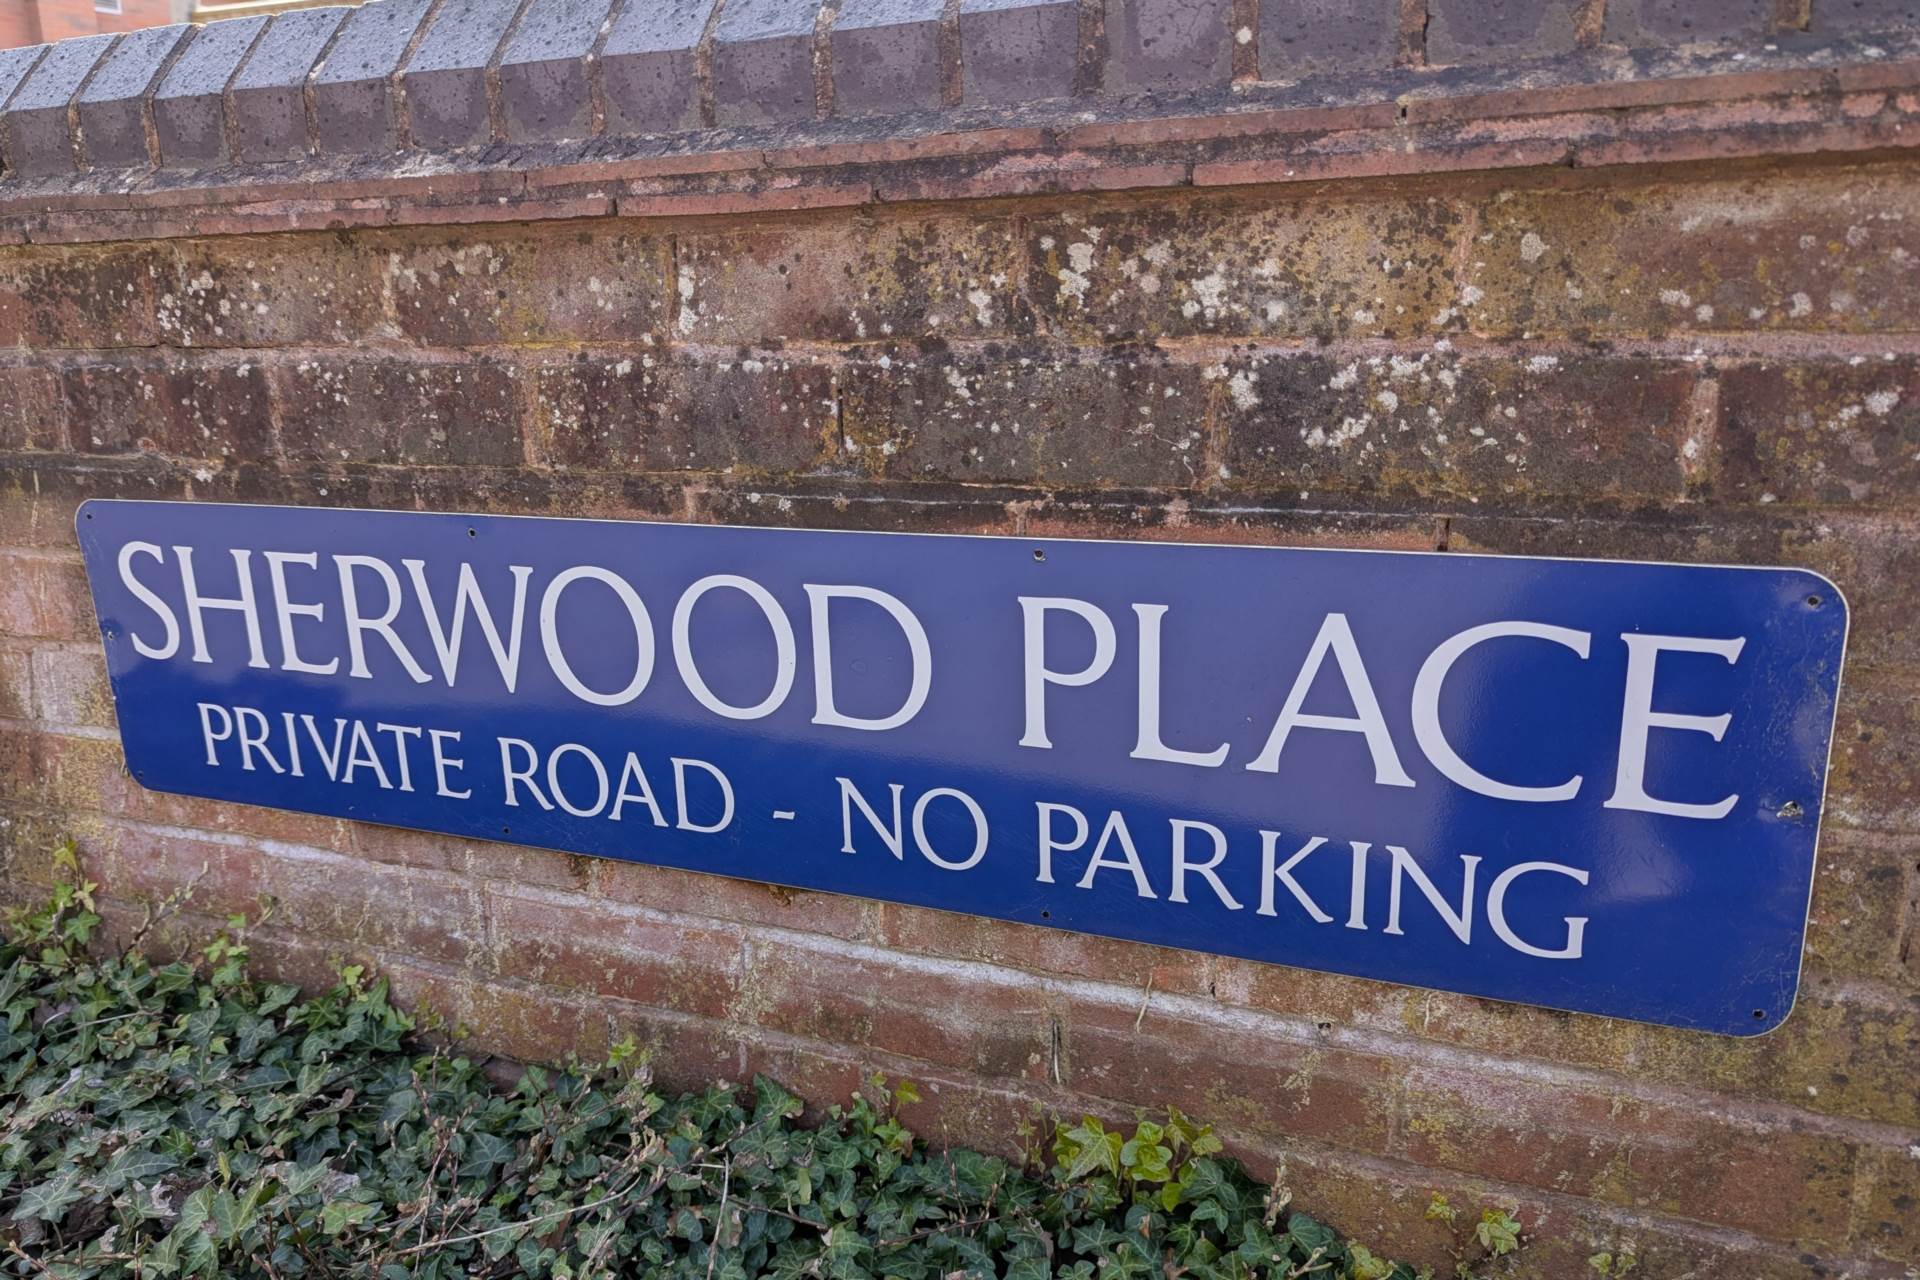 SHERWOOD PLACE
PRIVATE ROAD - NO PARKING